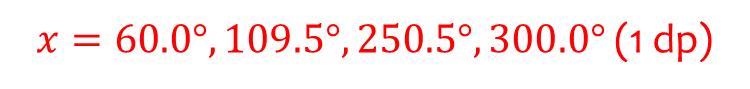 x = 60.0°, 109.5°, 250.5°, 300.0° (1 dp)